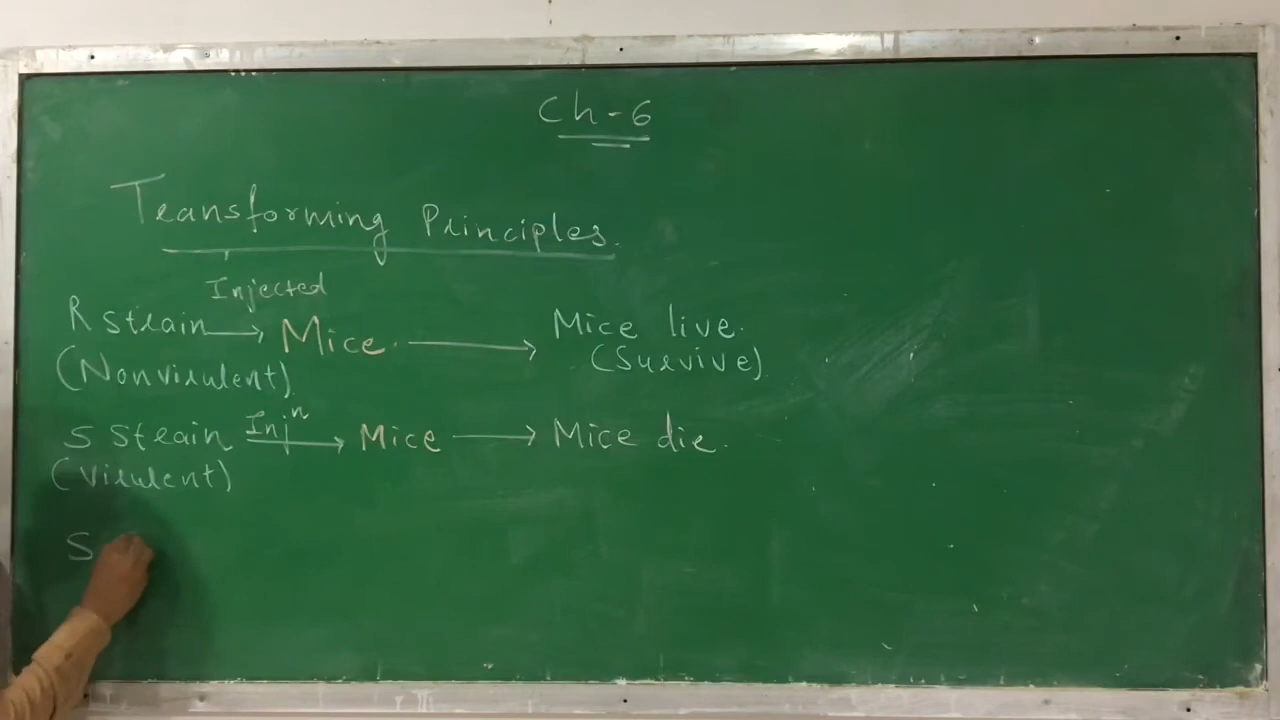 Ch-6
Transforming Principles.
Injected
R strain → Mice. → Mice live.
(Nonvirulent) (Survive)
S Strain Injⁿ → Mice → Mice die.
(Virulent)
S